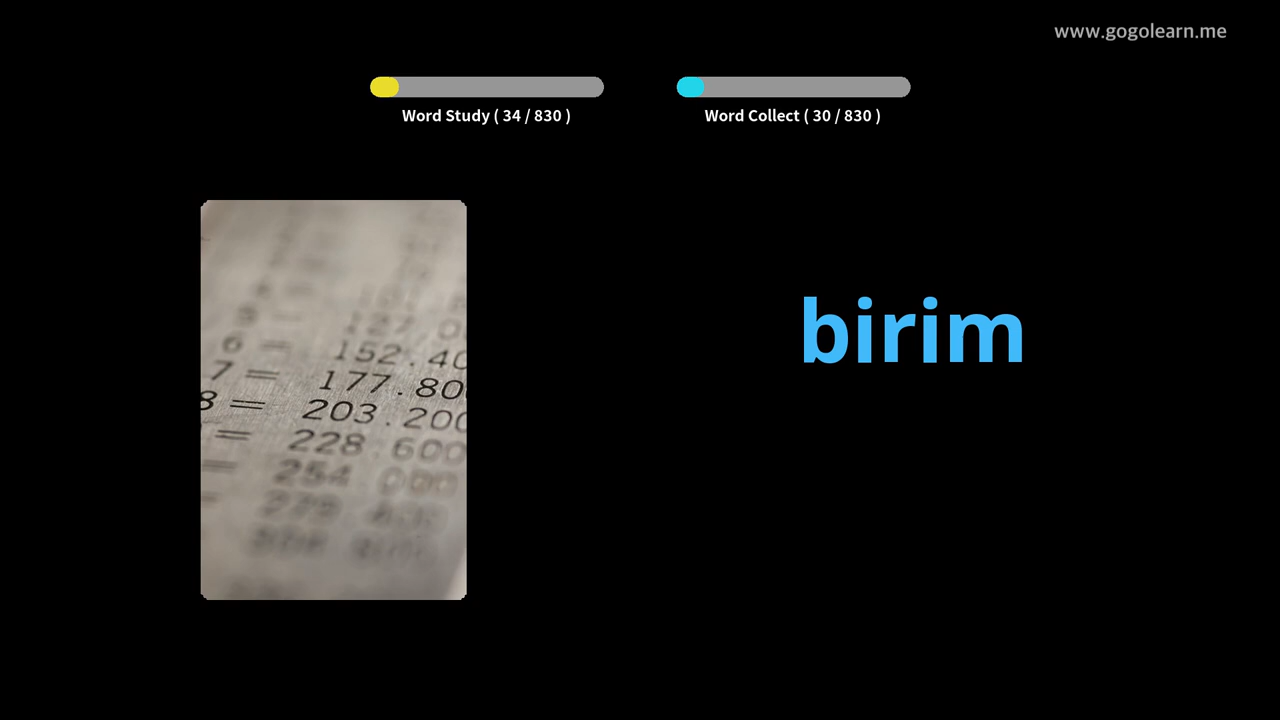 www.gogolearn.me
Word Study ( 34 / 830 )
Word Collect ( 30 / 830 )
birim
6 = 152.40
7 = 177.80
8 = 203.200
= 228.600
= 254 000